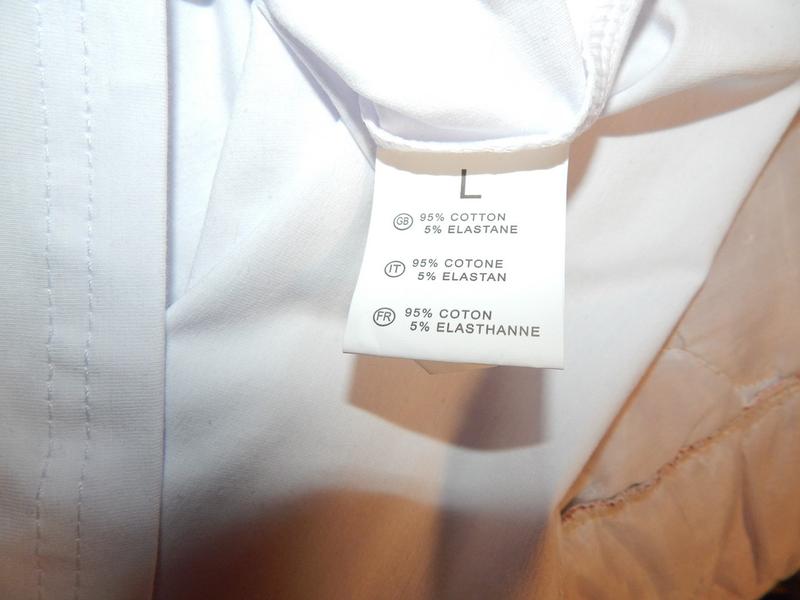 L
GB 95% COTTON
5% ELASTANE
IT 95% COTONE
5% ELASTAN
FR 95% COTON
5% ELASTHANNE